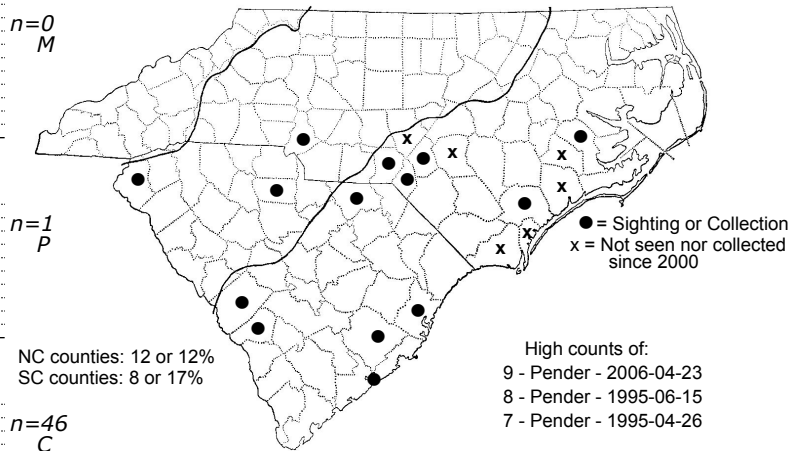 n=0
M
n=1
P
n=46
C
x
x
x
x
x
x
● = Sighting or Collection
x = Not seen nor collected
since 2000
NC counties: 12 or 12%
SC counties: 8 or 17%
High counts of:
9 - Pender - 2006-04-23
8 - Pender - 1995-06-15
7 - Pender - 1995-04-26